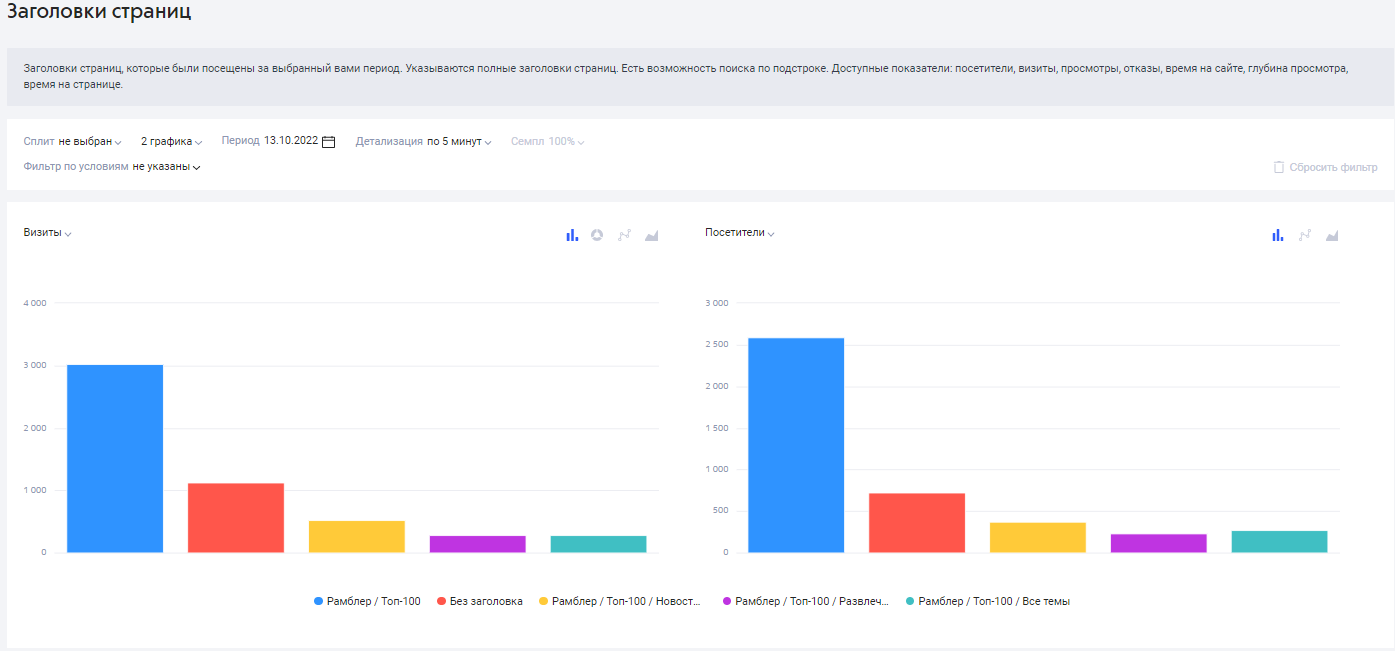 Заголовки страниц
Заголовки страниц, которые были посещены за выбранный вами период. Указываются полные заголовки страниц. Есть возможность поиска по подстроке. Доступные показатели: посетители, визиты, просмотры, отказы, время на сайте, глубина просмотра,
время на странице.
Сплит не выбран 2 графика Период 13.10.2022 Детализация по 5 минут Семпл 100%
Фильтр по условиям не указаны Сбросить фильтр
Визиты
4 000
3 000
2 000
1 000
0
Посетители
3 000
2 500
2 000
1 500
1 000
500
0
Рамблер / Топ-100 Без заголовка Рамблер / Топ-100 / Новост... Рамблер / Топ-100 / Развлеч... Рамблер / Топ-100 / Все темы